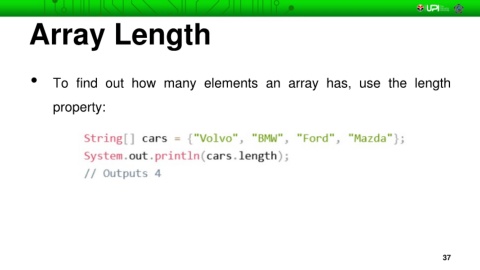 UPI
Array Length
• To find out how many elements an array has, use the length
property:
String[] cars = {"Volvo", "BMW", "Ford", "Mazda"};
System.out.println(cars.length);
// Outputs 4
37